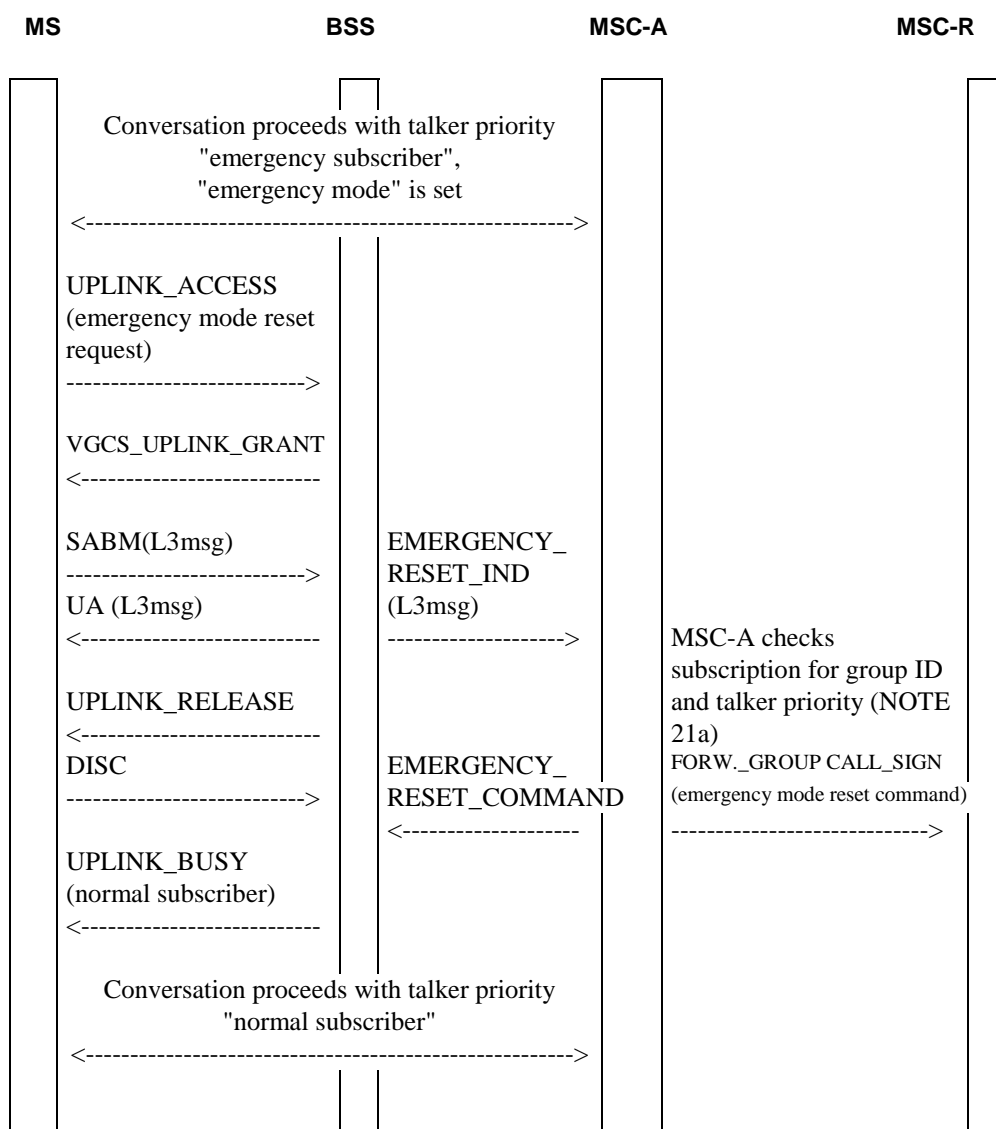 MS BSS MSC-A MSC-R
Conversation proceeds with talker priority
"emergency subscriber",
"emergency mode" is set
<------------------------------------------------------->
UPLINK_ACCESS
(emergency mode reset
request)
--------------------------->
VGCS_UPLINK_GRANT
<---------------------------
SABM(L3msg)
--------------------------->
UA (L3msg)
<---------------------------
EMERGENCY_
RESET_IND
(L3msg)
-------------------->
MSC-A checks
subscription for group ID
and talker priority (NOTE
21a)
UPLINK_RELEASE
<---------------------------
DISC
--------------------------->
EMERGENCY_
RESET_COMMAND
<--------------------
FORW._GROUP CALL_SIGN
(emergency mode reset command)
----------------------------->
UPLINK_BUSY
(normal subscriber)
<---------------------------
Conversation proceeds with talker priority
"normal subscriber"
<------------------------------------------------------->